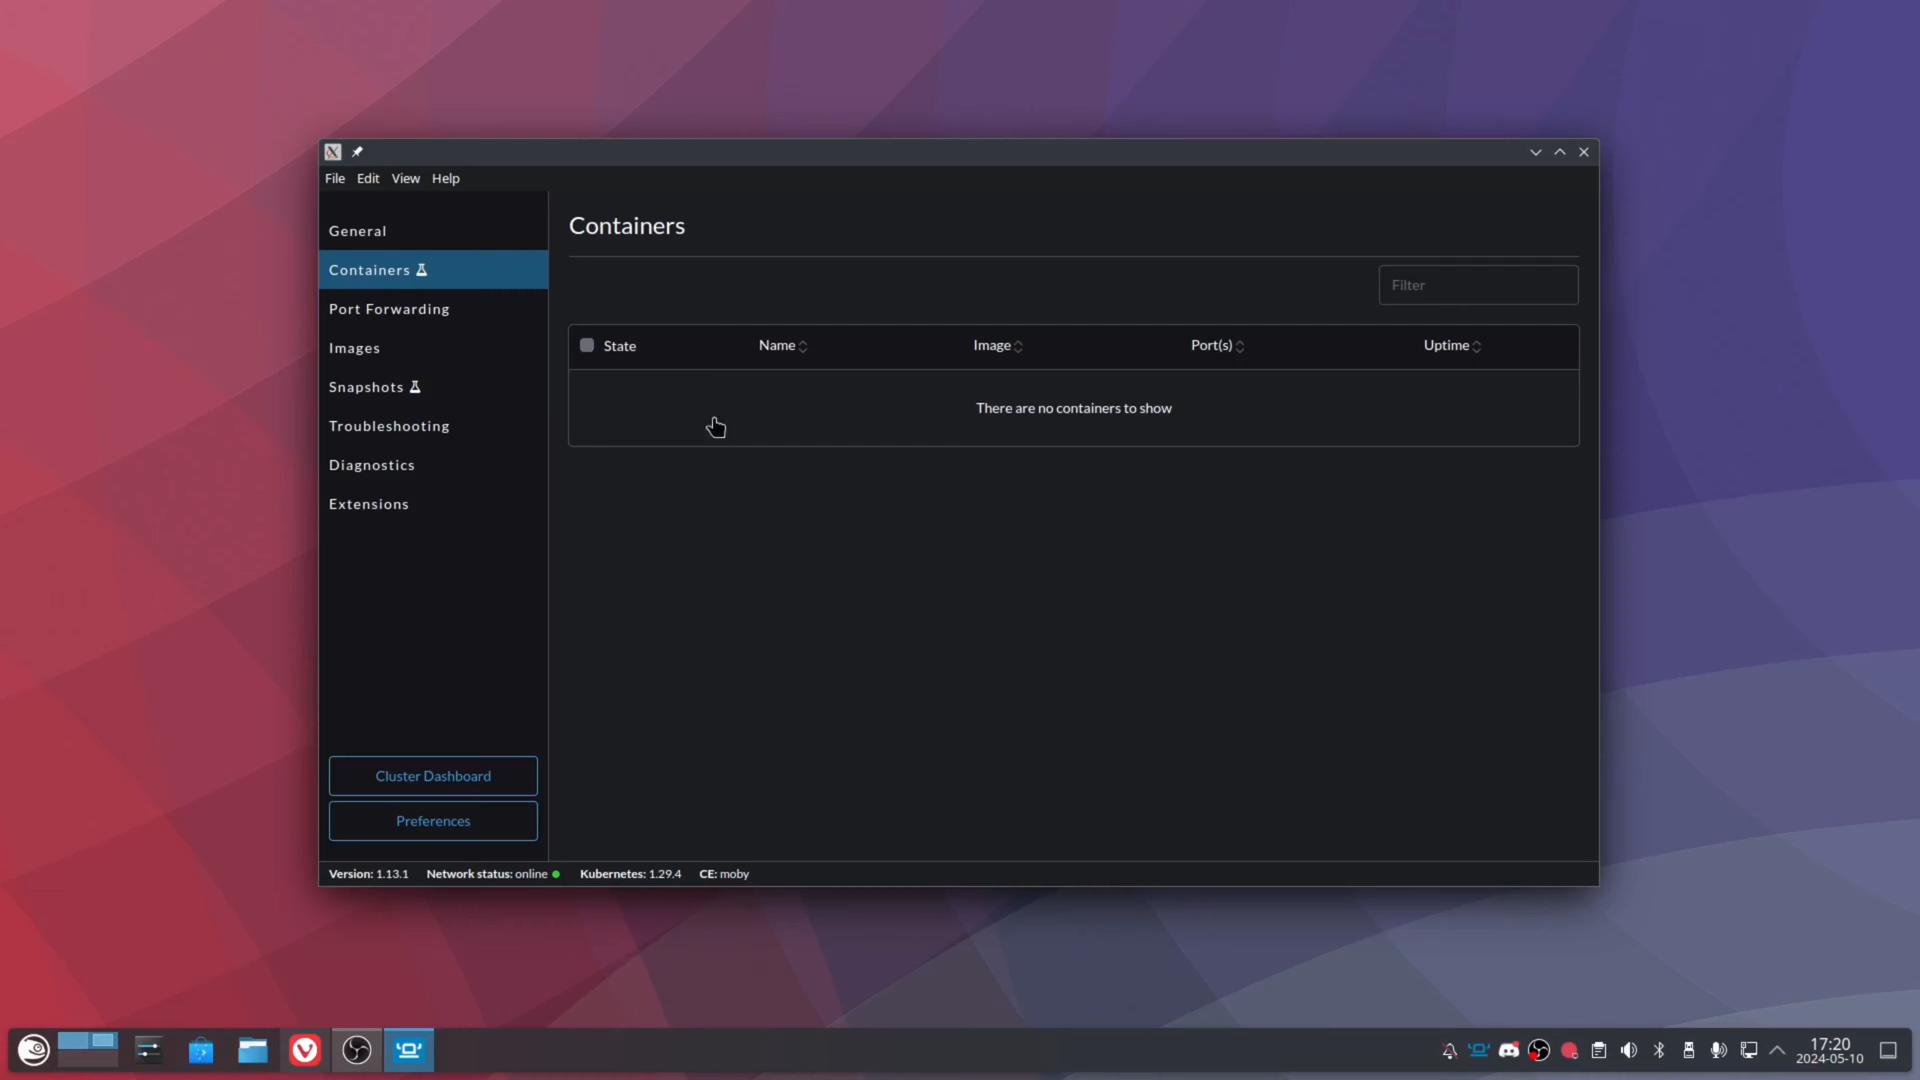 File Edit View Help
General
Containers
Port Forwarding
Images
Snapshots
Troubleshooting
Diagnostics
Extensions
Cluster Dashboard
Preferences
Containers
Filter
State Name Image Port(s) Uptime
There are no containers to show
Version: 1.13.1 Network status: online Kubernetes: 1.29.4 CE: moby
17:20
2024-05-10